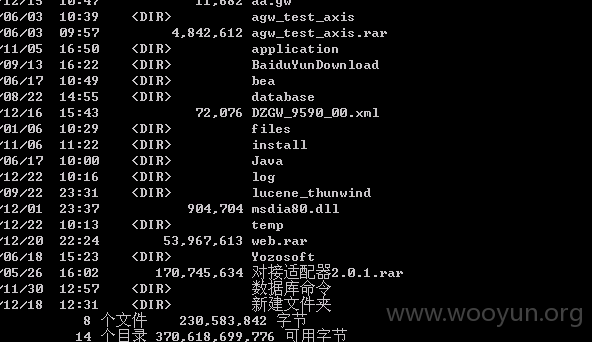 /12/15 10:47 11,682 aa.gw
/06/03 10:39 <DIR> agw_test_axis
/06/03 09:57 4,842,612 agw_test_axis.rar
/11/05 16:50 <DIR> application
/09/13 16:22 <DIR> BaiduYunDownload
/06/17 10:49 <DIR> bea
/08/22 14:55 <DIR> database
/12/16 15:43 72,076 DZGW_9590_00.xml
/01/06 10:29 <DIR> files
/11/06 11:22 <DIR> install
/06/17 10:00 <DIR> Java
/12/22 10:16 <DIR> log
/09/22 23:31 <DIR> lucene_thunwind
/12/01 23:37 904,704 msdia80.dll
/12/22 10:13 <DIR> temp
/12/20 22:24 53,967,613 web.rar
/06/18 15:23 <DIR> Yozosoft
/05/26 16:02 170,745,634 对接适配器2.0.1.rar
/11/30 12:57 <DIR> 数据库命令
/12/18 12:31 <DIR> 新建文件夹
8 个文件 230,583,842 字节
14 个目录 370,618,699,776 可用字节
www.wooyun.org